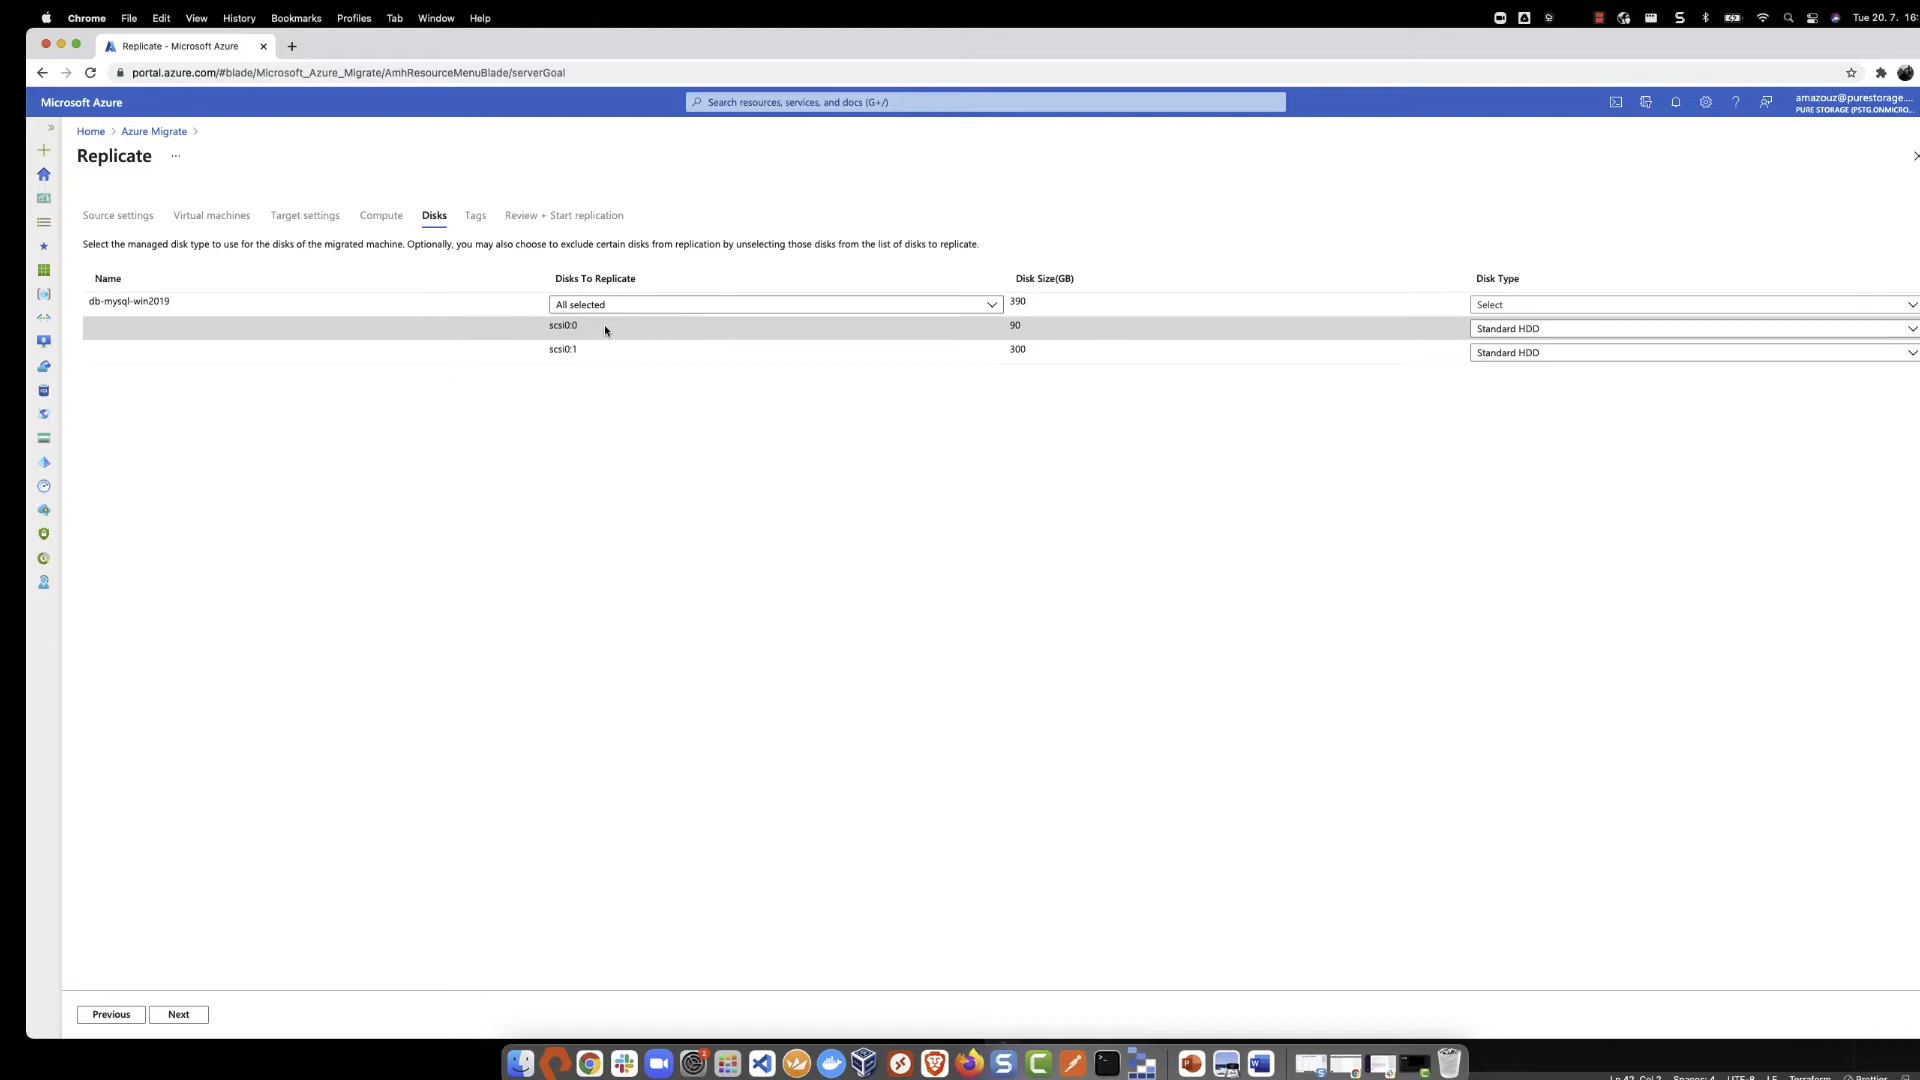 Chrome File Edit View History Bookmarks Profiles Tab Window Help Tue 20. 7. 16:
Replicate - Microsoft Azure
portal.azure.com/#blade/Microsoft_Azure_Migrate/AmhResourceMenuBlade/serverGoal
Microsoft Azure
Search resources, services, and docs (G+/)
amazouz@purestorage....
PURE STORAGE (PSTG.ONMICRO...
Home > Azure Migrate >
Replicate ...
Source settings Virtual machines Target settings Compute Disks Tags Review + Start replication
Select the managed disk type to use for the disks of the migrated machine. Optionally, you may also choose to exclude certain disks from replication by unselecting those disks from the list of disks to replicate.
Name Disks To Replicate Disk Size(GB) Disk Type
db-mysql-win2019 All selected 390 Select
scsi0:0 90 Standard HDD
scsi0:1 300 Standard HDD
Previous Next
2